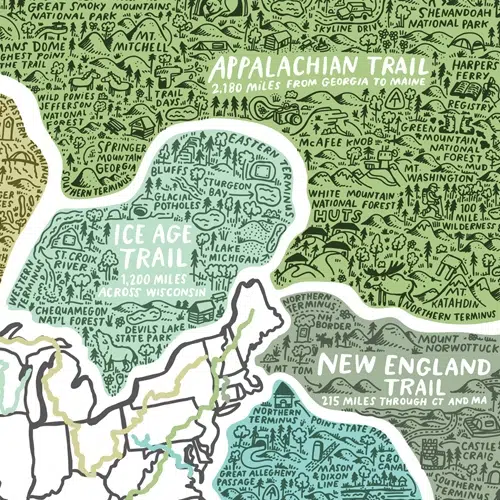 GREAT SMOKY MOUNTAINS
NATIONAL PARK
MANS DOME
HIGHEST POINT
THE TRAIL
MT.
MITCHELL
SKYLINE DRIVE
SHENANDOAH
NATIONAL PARK
APPALACHIAN TRAIL
2,180 MILES FROM GEORGIA TO MAINE
HARPERS
FERRY
REGISTRY
WILD PONIES
JEFFERSON
NATIONAL
FOREST
TRAIL
DAYS
SPRINGER
MOUNTAIN
GEORGIA
MCAFEE KNOB
GREEN
MOUNTAIN
NATIONAL
FOREST
MT.
WASHINGTON
WHITE MOUNTAIN
NATIONAL FOREST
HUTS
100
MILE
WILDERNESS
KATAHDIN
NORTHERN TERMINUS
EASTERN TERMINUS
BLUFFS
STURGEON
BAY
GLACIAL
POTHOLES
ICE AGE
TRAIL
1,200 MILES
ACROSS WISCONSIN
LAKE
MICHIGAN
ST. CROIX
RIVER
CHEQUAMEGON
NAT'L FOREST
DEVILS LAKE
STATE PARK
NORTHERN
TERMINUS
NH
BORDER
MOUNT
NORWOTTUCK
MT TOM
NEW ENGLAND
TRAIL
215 MILES THROUGH CT AND MA
CASTLE
CRAIG
SOUTHERN
NORTHERN
TERMINUS
POINT STATE PARK
GREAT ALLEGHENY
PASSAGE
MASON
& DIXON
LINE
C&O
CANAL